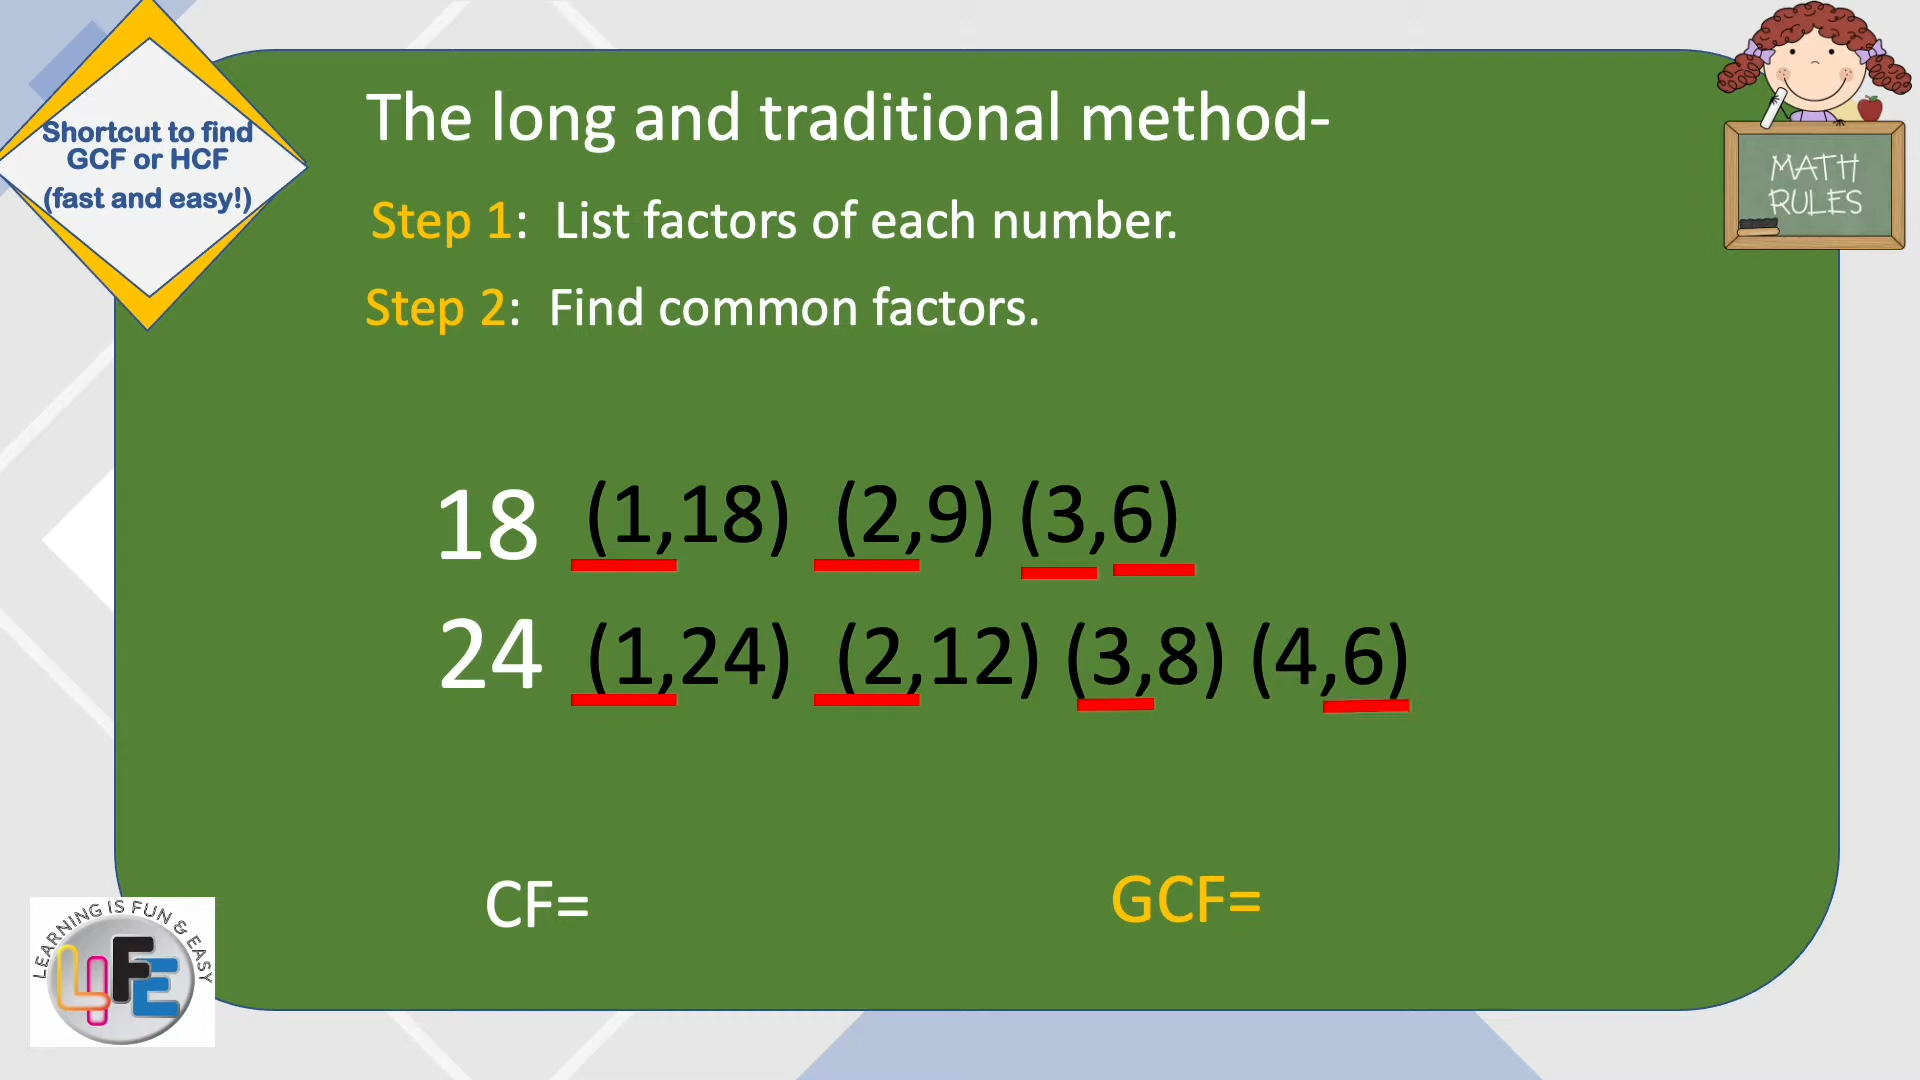 Shortcut to find
GCF or HCF
(fast and easy!)
The long and traditional method-
Step 1: List factors of each number.
Step 2: Find common factors.
MATH
RULES
18 (1,18) (2,9) (3,6)
24 (1,24) (2,12) (3,8) (4,6)
CF=
GCF=
LEARNING IS FUN & EASY
L4FE